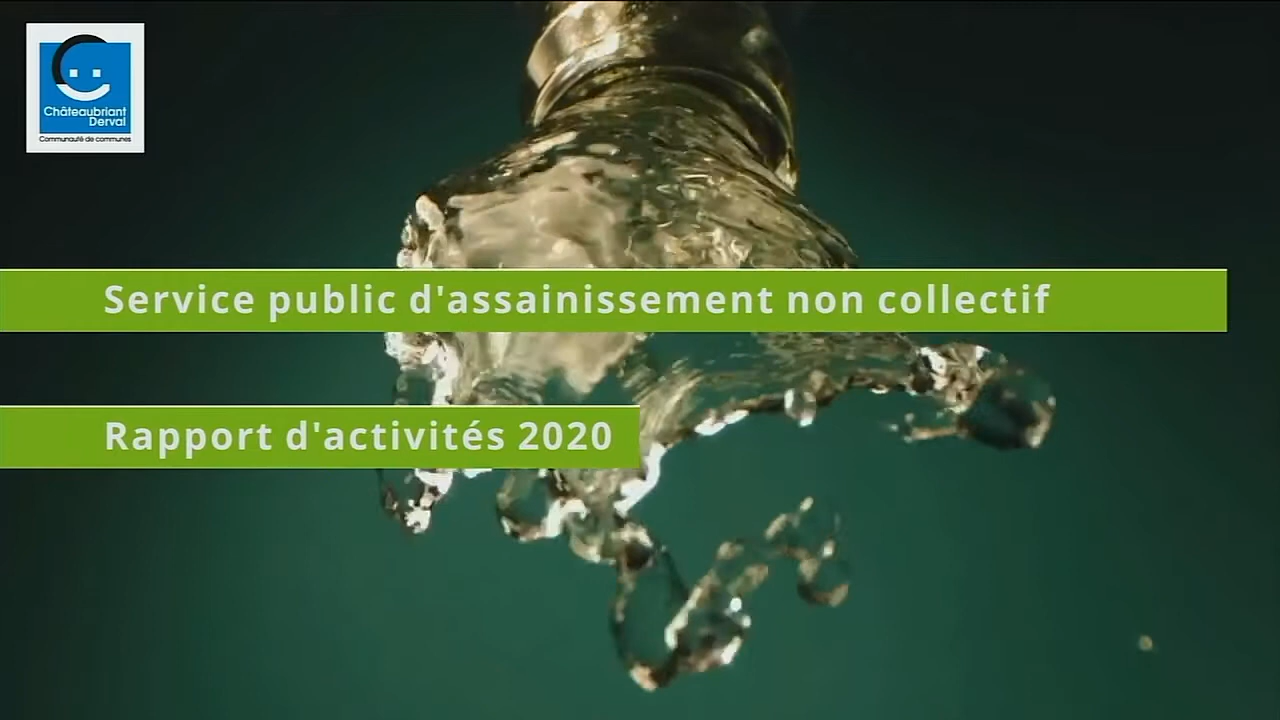 Châteaubriant
Derval
Communauté de communes
Service public d'assainissement non collectif
Rapport d'activités 2020